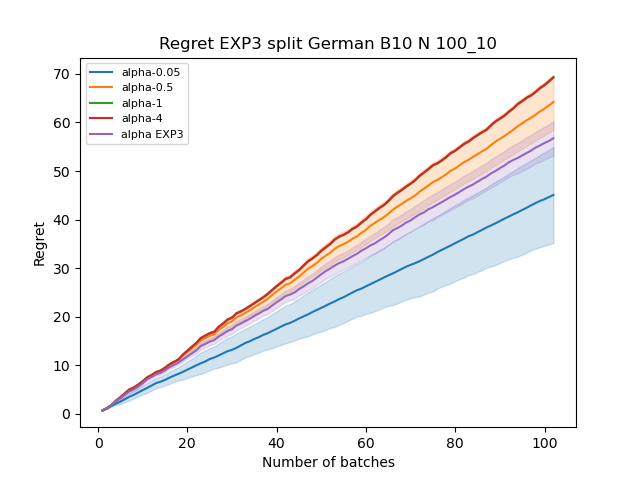 Regret EXP3 split German B10 N 100_10
alpha-0.05
alpha-0.5
alpha-1
alpha-4
alpha EXP3
Regret
70
60
50
40
30
20
10
0
0 20 40 60 80 100
Number of batches